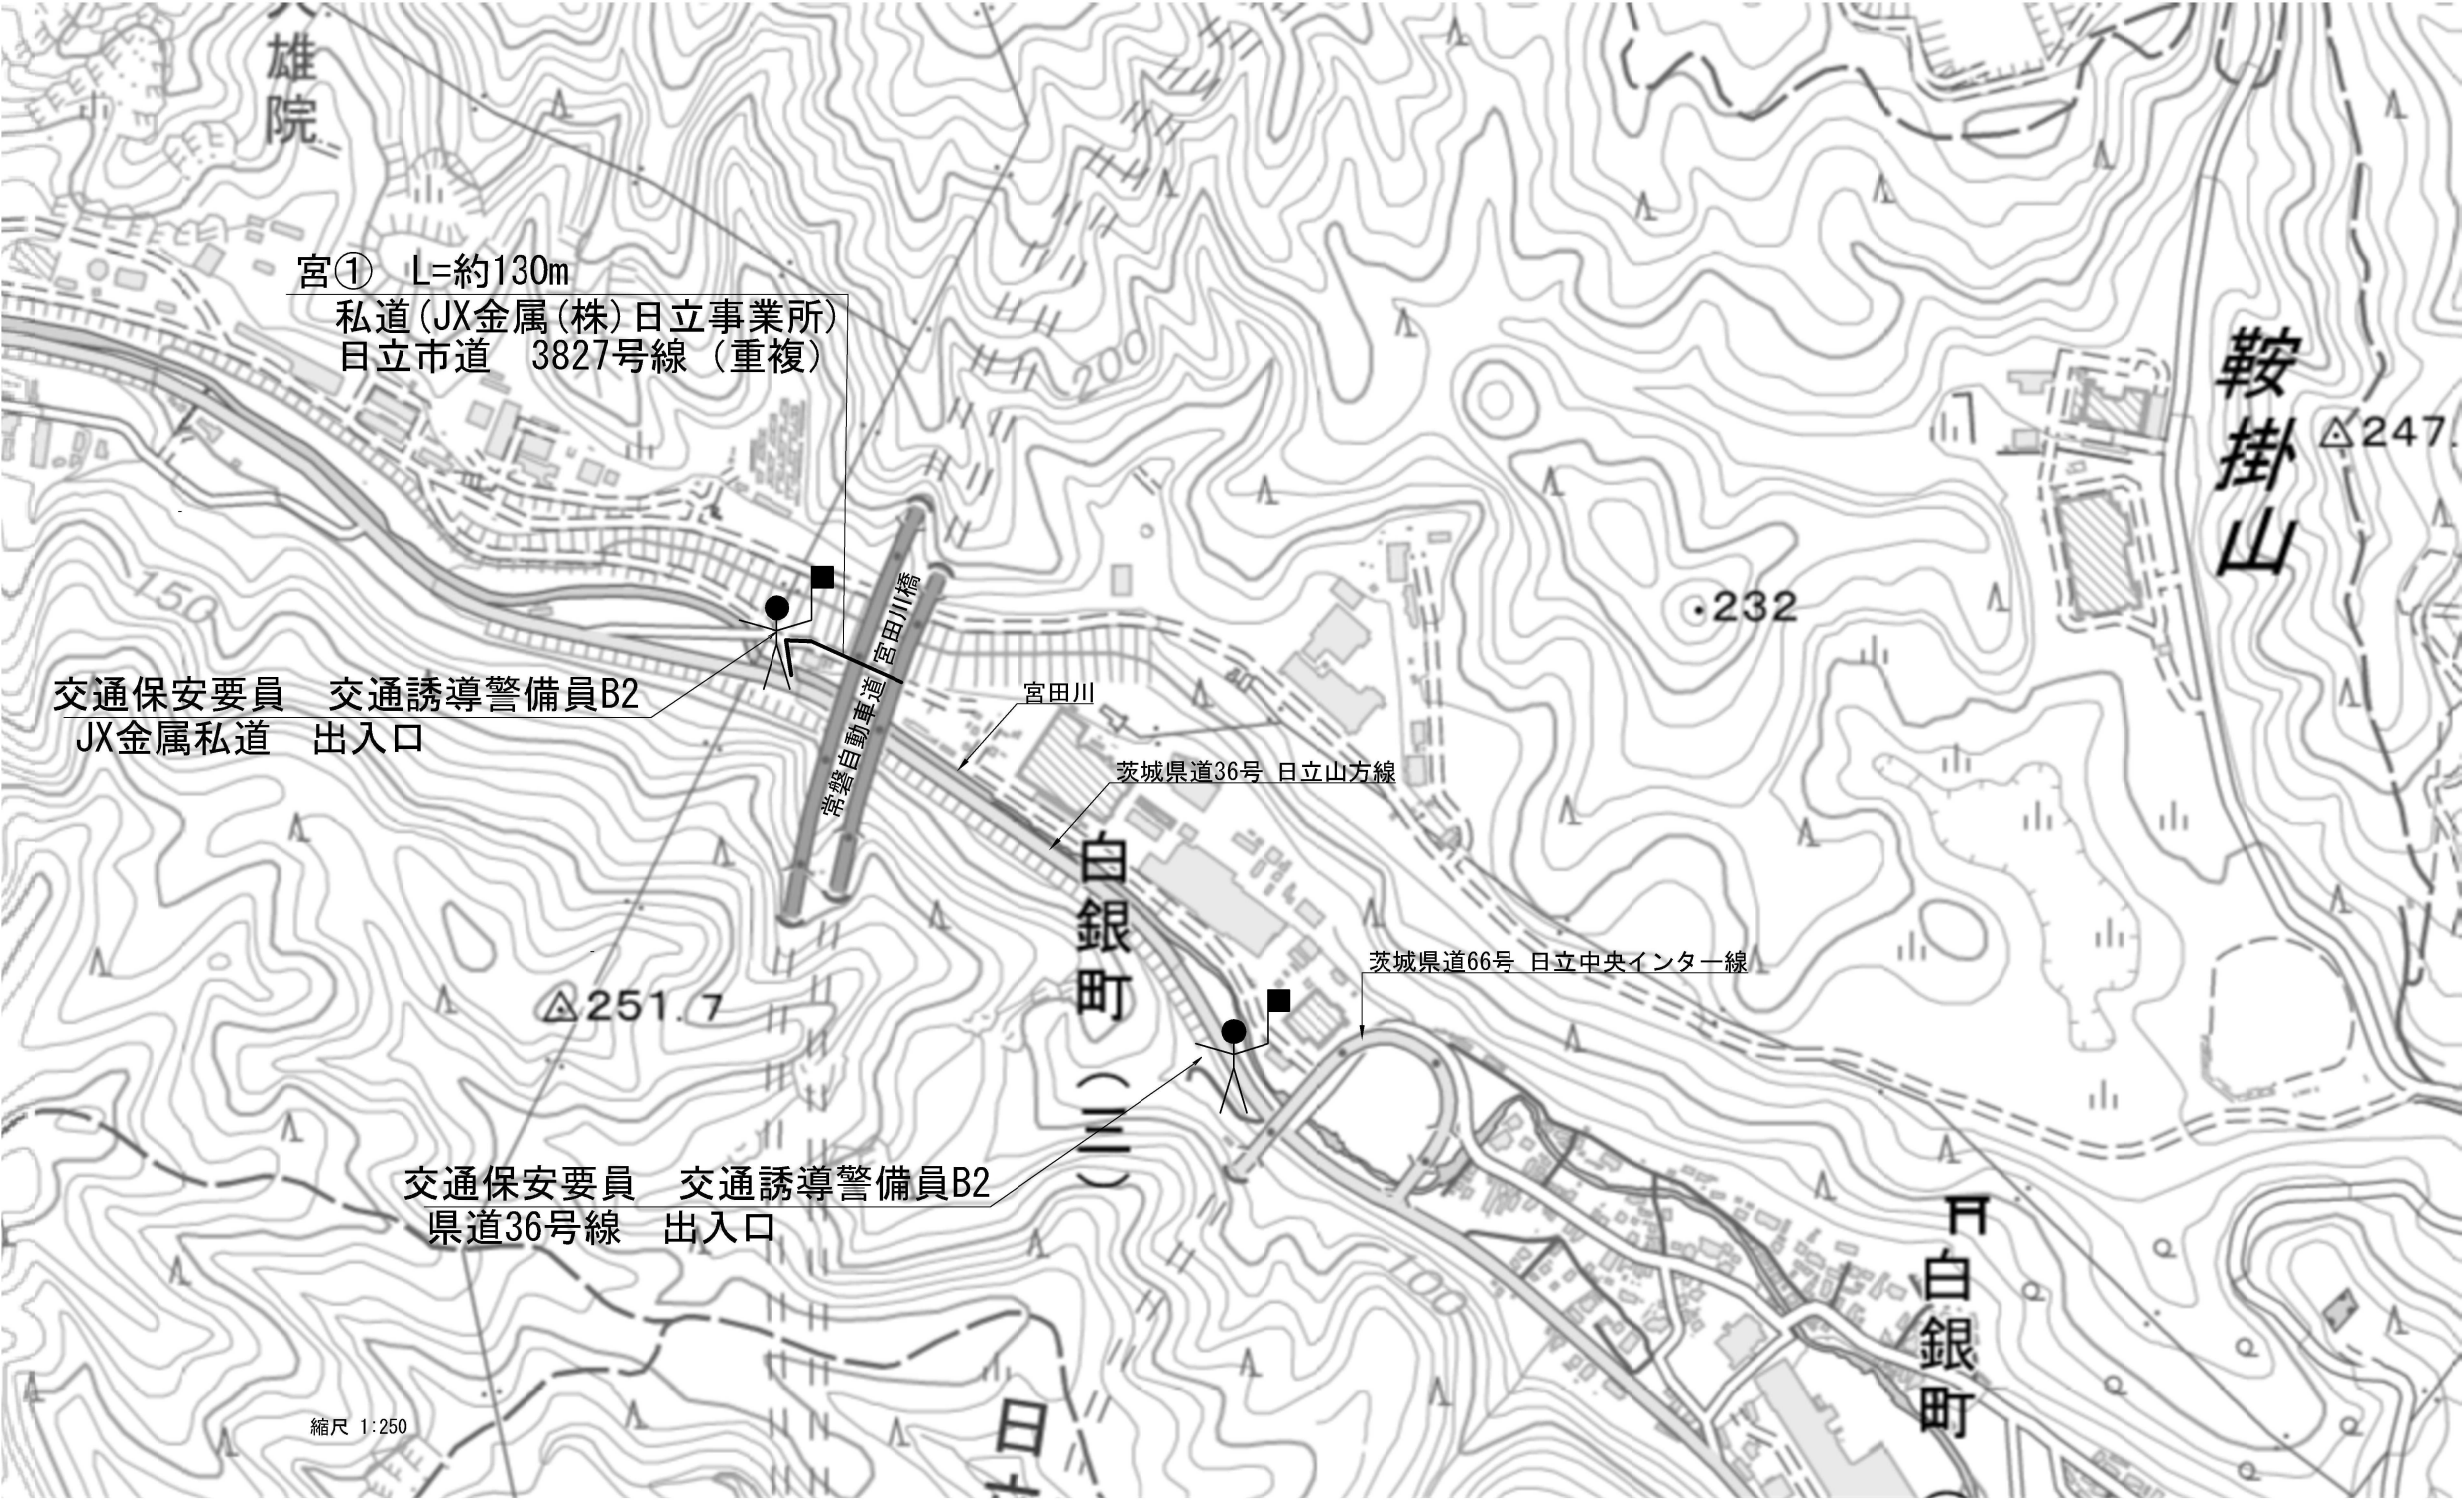 雄院
宮①　L=約130m
私道(JX金属(株)日立事業所)
日立市道　3827号線（重複）
200
鞍掛山
247.
150
232
宮田川橋
常磐自動車道
交通保安要員　交通誘導警備員B2
JX金属私道　出入口
宮田川
茨城県道36号 日立山方線
白銀町（三）
茨城県道66号 日立中央インター線
251.7
交通保安要員　交通誘導警備員B2
県道36号線　出入口
100
白銀町
縮尺 1:250
日